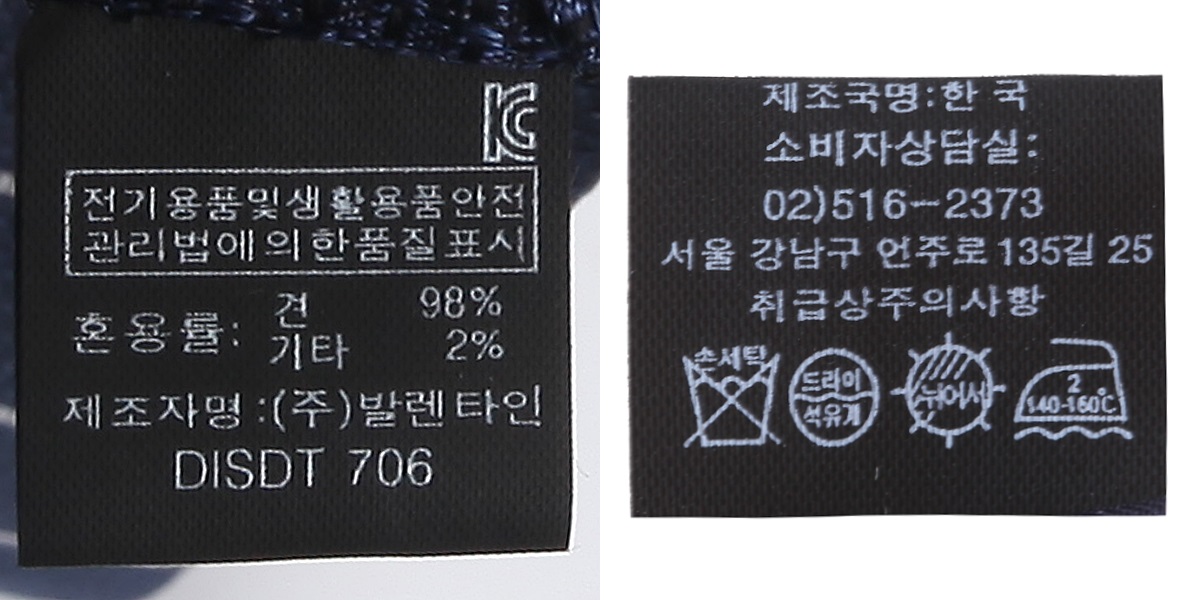 KC
전기용품및생활용품안전
관리법에의한품질표시
혼용률: 견 98%
기타 2%
제조자명:(주)발렌타인
DISDT 706
제조국명:한 국
소비자상담실:
02)516-2373
서울 강남구 언주로 135길 25
취급상주의사항
손세탁
드라이
석유계
뉘어서
2
140-160℃